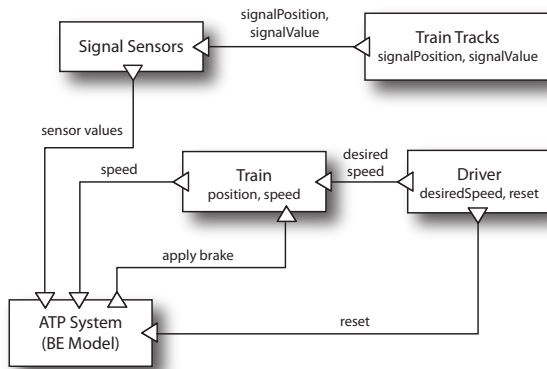 signalPosition,
signalValue
Signal Sensors
Train Tracks
signalPosition, signalValue
sensor values
speed
Train
position, speed
desired
speed
Driver
desiredSpeed, reset
apply brake
ATP System
(BE Model)
reset